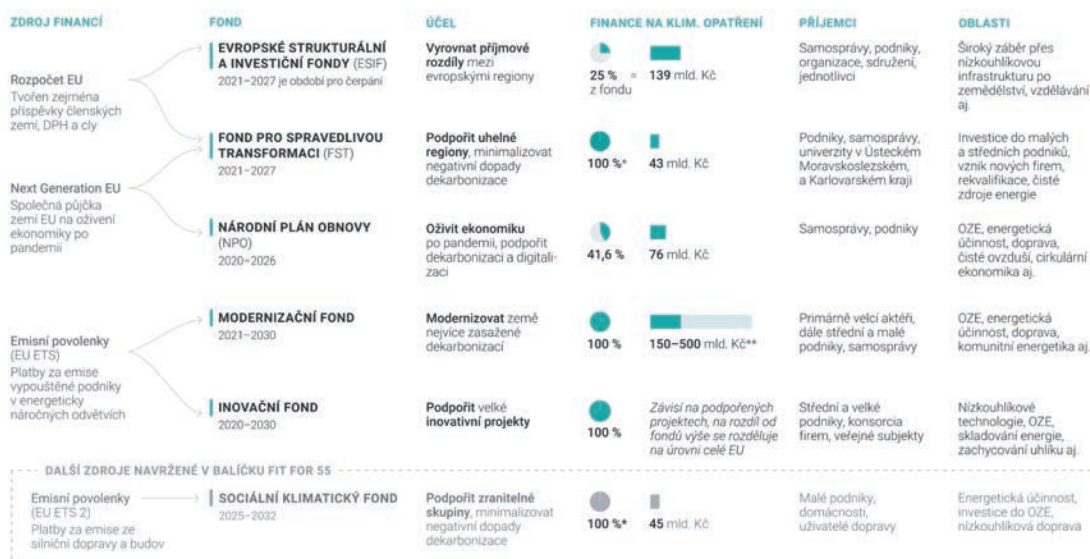 ZDROJ FINANCÍ
FOND
ÚČEL
FINANCE NA KLIM. OPATŘENÍ
PŘÍJEMCI
OBLASTI
Rozpočet EU
Tvořen zejména
příspěvky členských
zemí, DPH a cly
EVROPSKÉ STRUKTURÁLNÍ
A INVESTIČNÍ FONDY (ESIF)
2021–2027 je období pro čerpání
Vyrovnat příjmové
rozdíly mezi
evropskými regiony
25 % = 139 mld. Kč
z fondu
Samosprávy, podniky,
organizace, sdružení,
jednotlivci
Široký záběr přes
nízkouhlíkovou
infrastrukturu po
zemědělství, vzdělávání
aj.
FOND PRO SPRAVEDLIVOU
TRANSFORMACI (FST)
2021–2027
Podpořit uhelné
regiony, minimalizovat
negativní dopady
dekarbonizace
100 %* 43 mld. Kč
Podniky, samosprávy,
univerzity v Ústeckém
Moravskoslezském,
a Karlovarském kraji
Investice do malých
a středních podniků,
vznik nových firem,
rekvalifikace, čisté
zdroje energie
Next Generation EU
Společná půjčka
zemí EU na oživení
ekonomiky po
pandemii
NÁRODNÍ PLÁN OBNOVY
(NPO)
2020–2026
Oživit ekonomiku
po pandemii, podpořit
dekarbonizaci a digitali-
zaci
41,6 % 76 mld. Kč
Samosprávy, podniky
OZE, energetická
účinnost, doprava,
čisté ovzduší, cirkulární
ekonomika aj.
Emisní povolenky
(EU ETS)
Platby za emise
vypouštěné podniky
v energeticky
náročných odvětvích
MODERNIZAČNÍ FOND
2021–2030
Modernizovat země
nejvíce zasažené
dekarbonizací
100 % 150–500 mld. Kč**
Primárně velcí aktéři,
dále střední a malé
podniky, samosprávy
OZE, energetická
účinnost, doprava,
komunitní energetika aj.
INOVAČNÍ FOND
2020–2030
Podpořit velké
inovativní projekty
100 %
Závisí na podpořených
projektech, na rozdíl od
fondů výše se rozděluje
na úrovni celé EU
Střední a velké
podniky, konsorcia
firem, veřejné subjekty
Nízkouhlíkové
technologie, OZE,
skladování energie,
zachycování uhlíku aj.
DALŠÍ ZDROJE NAVRŽENÉ V BALÍČKU FIT FOR 55
Emisní povolenky
(EU ETS 2)
Platby za emise ze
silniční dopravy a budov
SOCIÁLNÍ KLIMATICKÝ FOND
2025–2032
Podpořit zranitelné
skupiny, minimalizovat
negativní dopady
dekarbonizace
100 %* 45 mld. Kč
Malé podniky,
domácnosti,
uživatelé dopravy
Energetická účinnost,
investice do OZE,
nízkouhlíková doprava